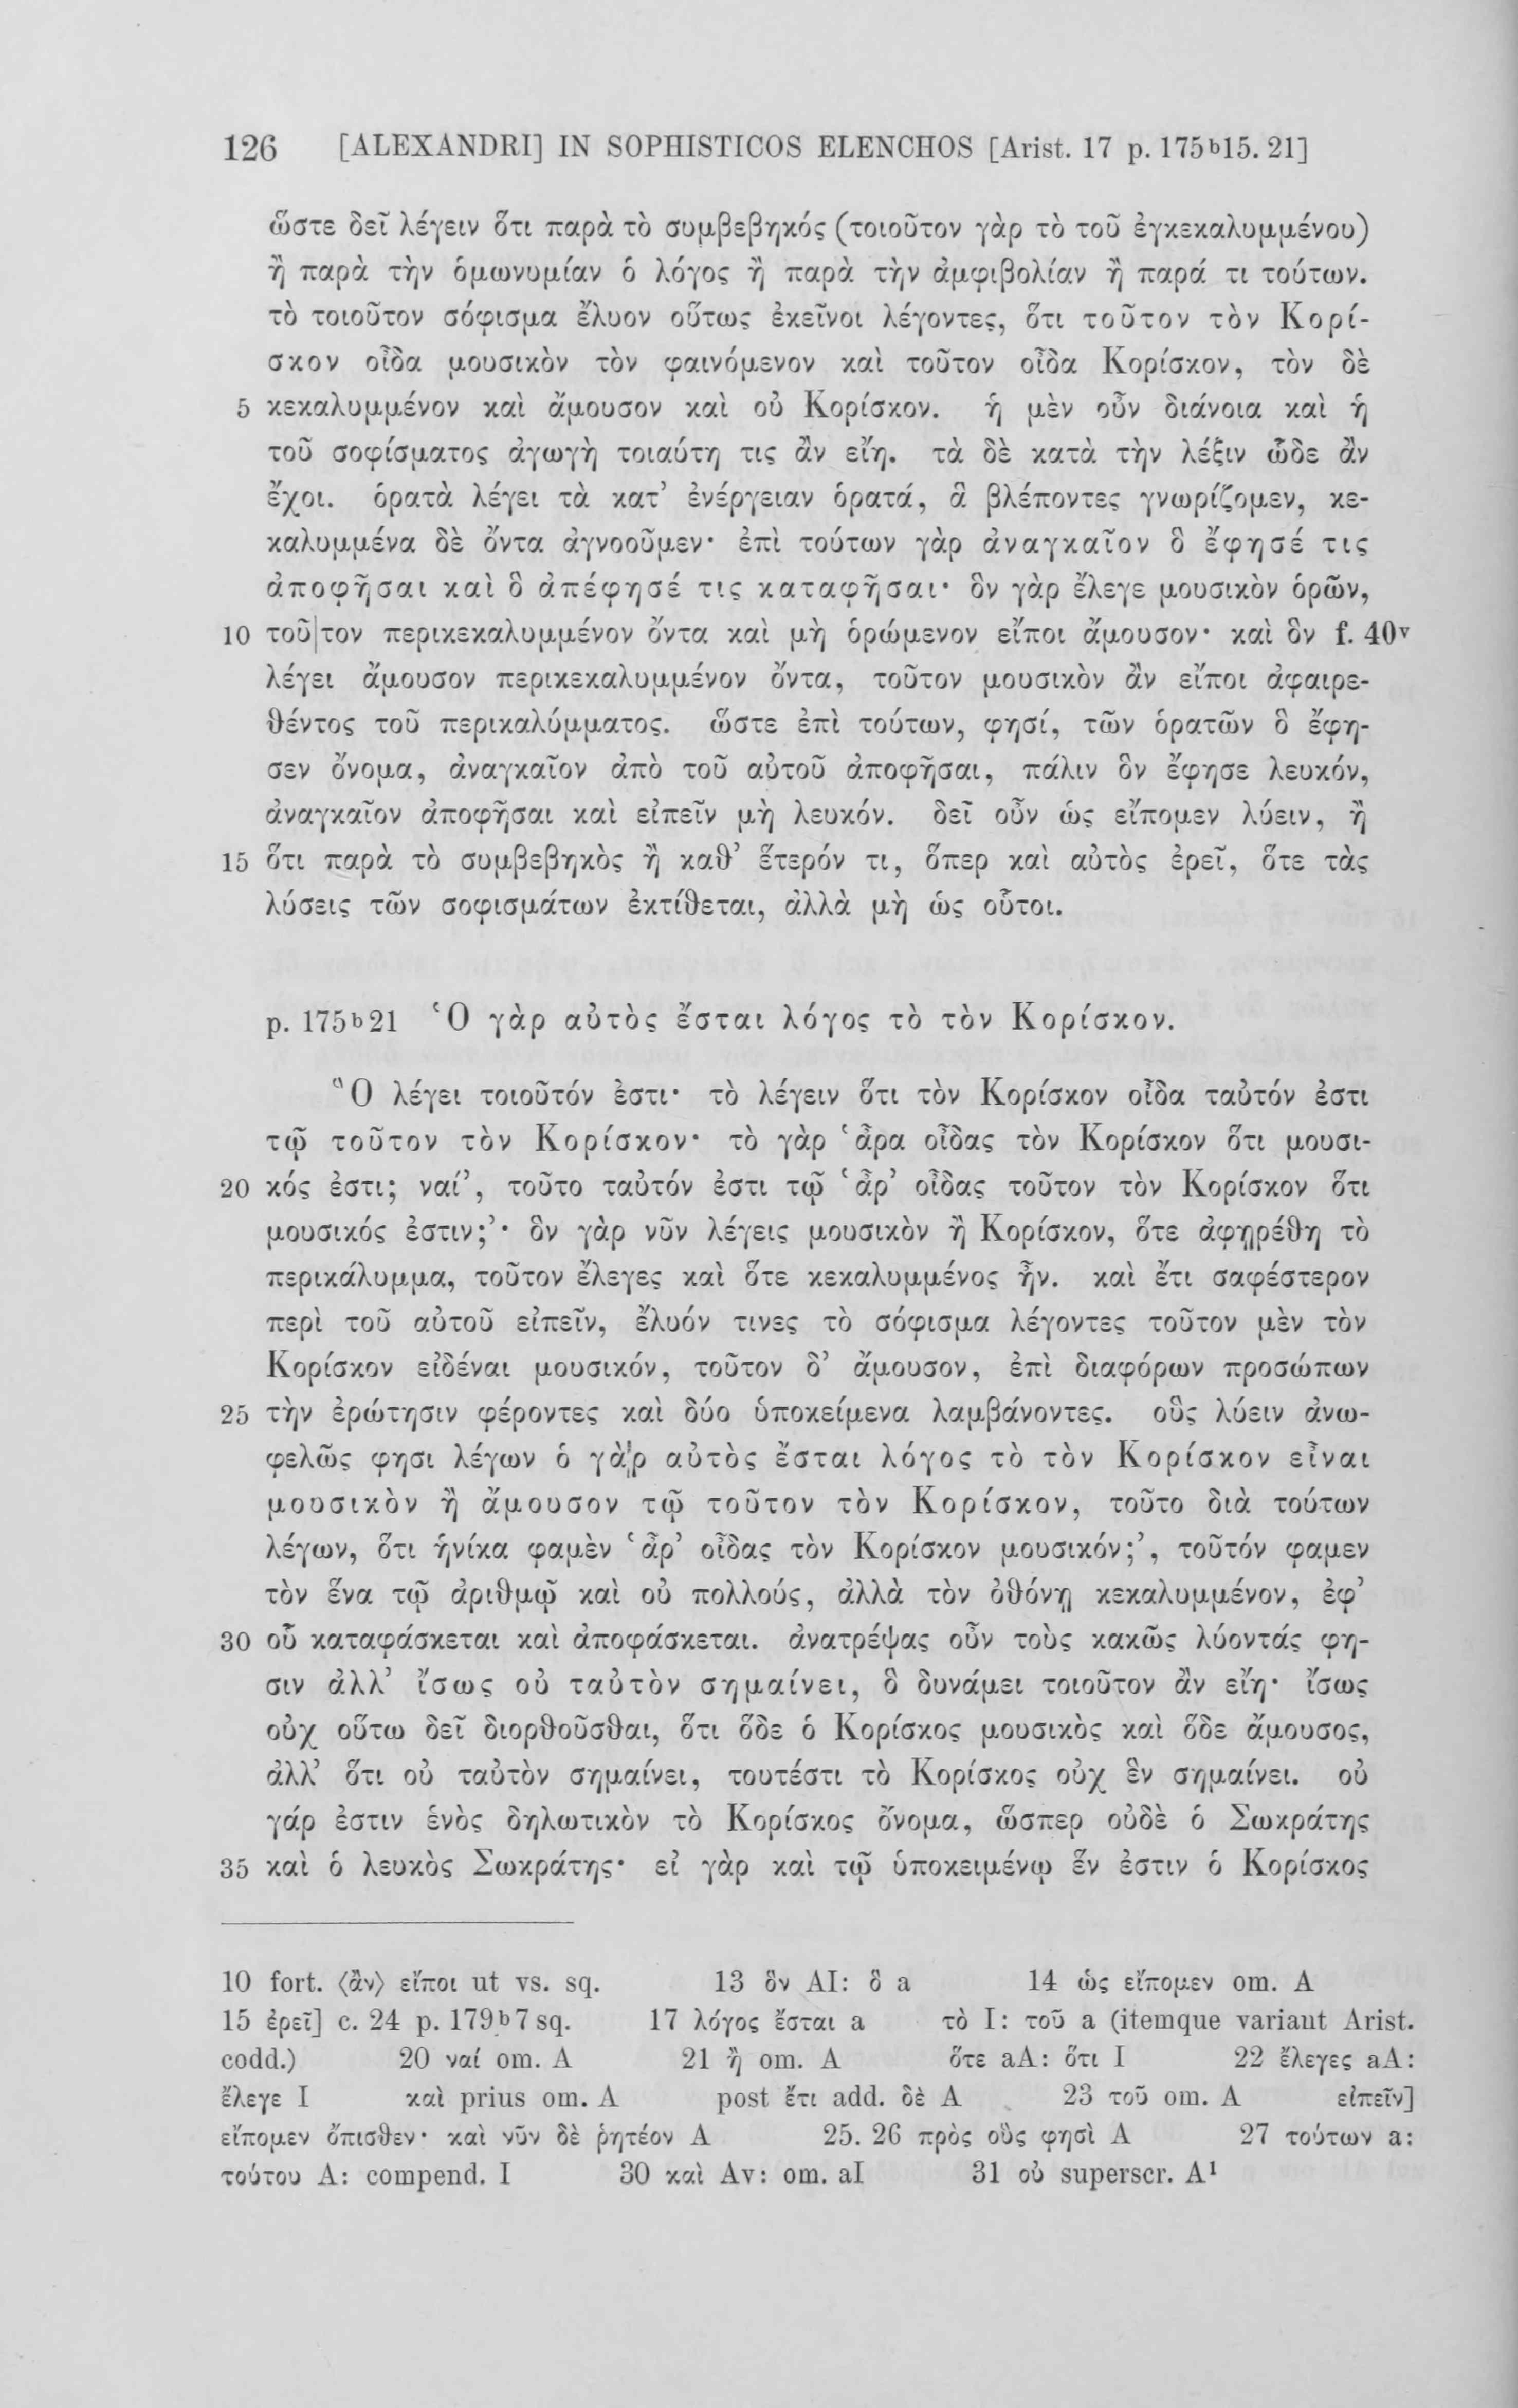 126 [ALEXANDRI] IN SOPHISTICOS ELENCHOS [Arist. 17 p. 175b15. 21]
ὥστε δεῖ λέγειν ὅτι παρὰ τὸ συμβεβηκός (τοιοῦτον γὰρ τὸ τοῦ ἐγκεκαλυμμένου)
ἢ παρὰ τὴν ὁμωνυμίαν ὁ λόγος ἢ παρὰ τὴν ἀμφιβολίαν ἢ παρά τι τούτων.
τὸ τοιοῦτον σόφισμα ἔλυον οὕτως ἐκεῖνοι λέγοντες, ὅτι τοῦτον τὸν Κορί-
σκον οἶδα μουσικὸν τὸν φαινόμενον καὶ τοῦτον οἶδα Κορίσκον, τὸν δὲ
5 κεκαλυμμένον καὶ ἄμουσον καὶ οὐ Κορίσκον. ἡ μὲν οὖν διάνοια καὶ ἡ
τοῦ σοφίσματος ἀγωγὴ τοιαύτη τις ἂν εἴη. τὰ δὲ κατὰ τὴν λέξιν ὧδε ἂν
ἔχοι. ὁρατὰ λέγει τὰ κατ’ ἐνέργειαν ὁρατά, ἃ βλέποντες γνωρίζομεν, κε-
καλυμμένα δὲ ὄντα ἀγνοοῦμεν· ἐπὶ τούτων γὰρ ἀναγκαῖον ὃ ἔφησέ τις
ἀποφῆσαι καὶ ὃ ἀπέφησέ τις καταφῆσαι· ὃν γὰρ ἔλεγε μουσικὸν ὁρῶν,
10 τοῦ|τον περικεκαλυμμένον ὄντα καὶ μὴ ὁρώμενον εἴποι ἄμουσον· καὶ ὃν f. 40v
λέγει ἄμουσον περικεκαλυμμένον ὄντα, τοῦτον μουσικὸν ἂν εἴποι ἀφαιρε-
θέντος τοῦ περικαλύμματος. ὥστε ἐπὶ τούτων, φησί, τῶν ὁρατῶν ὃ ἔφη-
σεν ὄνομα, ἀναγκαῖον ἀπὸ τοῦ αὐτοῦ ἀποφῆσαι, πάλιν ὃν ἔφησε λευκόν,
ἀναγκαῖον ἀποφῆσαι καὶ εἰπεῖν μὴ λευκόν. δεῖ οὖν ὡς εἴπομεν λύειν, ἢ
15 ὅτι παρὰ τὸ συμβεβηκὸς ἢ καθ’ ἕτερόν τι, ὅπερ καὶ αὐτὸς ἐρεῖ, ὅτε τὰς
λύσεις τῶν σοφισμάτων ἐκτίθεται, ἀλλὰ μὴ ὡς οὗτοι.
p. 175b21 Ὁ γὰρ αὐτὸς ἔσται λόγος τὸ τὸν Κορίσκον.
Ὃ λέγει τοιοῦτόν ἐστι· τὸ λέγειν ὅτι τὸν Κορίσκον οἶδα ταὐτόν ἐστι
τῷ τοῦτον τὸν Κορίσκον· τὸ γὰρ ‘ἆρα οἶδας τὸν Κορίσκον ὅτι μουσι-
20 κός ἐστι; ναί’, τοῦτο ταὐτόν ἐστι τῷ ‘ἆρ’ οἶδας τοῦτον τὸν Κορίσκον ὅτι
μουσικός ἐστιν;’· ὃν γὰρ νῦν λέγεις μουσικὸν ἢ Κορίσκον, ὅτε ἀφῃρέθη τὸ
περικάλυμμα, τοῦτον ἔλεγες καὶ ὅτε κεκαλυμμένος ἦν. καὶ ἔτι σαφέστερον
περὶ τοῦ αὐτοῦ εἰπεῖν, ἔλυόν τινες τὸ σόφισμα λέγοντες τοῦτον μὲν τὸν
Κορίσκον εἰδέναι μουσικόν, τοῦτον δ’ ἄμουσον, ἐπὶ διαφόρων προσώπων
25 τὴν ἐρώτησιν φέροντες καὶ δύο ὑποκείμενα λαμβάνοντες. οὓς λύειν ἀνω-
φελῶς φησι λέγων ὁ γὰ|ρ αὐτὸς ἔσται λόγος τὸ τὸν Κορίσκον εἶναι
μουσικὸν ἢ ἄμουσον τῷ τοῦτον τὸν Κορίσκον, τοῦτο διὰ τούτων
λέγων, ὅτι ἡνίκα φαμὲν ‘ἆρ’ οἶδας τὸν Κορίσκον μουσικόν;’, τοῦτόν φαμεν
τὸν ἕνα τῷ ἀριθμῷ καὶ οὐ πολλούς, ἀλλὰ τὸν ὀθόνῃ κεκαλυμμένον, ἐφ’
30 οὗ καταφάσκεται καὶ ἀποφάσκεται. ἀνατρέψας οὖν τοὺς κακῶς λύοντάς φη-
σιν ἀλλ’ ἴσως οὐ ταὐτὸν σημαίνει, ὃ δυνάμει τοιοῦτον ἂν εἴη· ἴσως
οὐχ οὕτω δεῖ διορθοῦσθαι, ὅτι ὅδε ὁ Κορίσκος μουσικὸς καὶ ὅδε ἄμουσος,
ἀλλ’ ὅτι οὐ ταὐτὸν σημαίνει, τουτέστι τὸ Κορίσκος οὐχ ἓν σημαίνει. οὐ
γάρ ἐστιν ἑνὸς δηλωτικὸν τὸ Κορίσκος ὄνομα, ὥσπερ οὐδὲ ὁ Σωκράτης
35 καὶ ὁ λευκὸς Σωκράτης· εἰ γὰρ καὶ τῷ ὑποκειμένῳ ἕν ἐστιν ὁ Κορίσκος
10 fort. ⟨ἂν⟩ εἴποι ut vs. sq. 13 ὃν AI: ὃ a 14 ὡς εἴπομεν om. A
15 ἐρεῖ] c. 24 p. 179b7 sq. 17 λόγος ἔσται a τὸ I: τοῦ a (itemque variant Arist.
codd.) 20 ναί om. A 21 ἢ om. A ὅτε aA: ὅτι I 22 ἔλεγες aA:
ἔλεγε I καὶ prius om. A post ἔτι add. δὲ A 23 τοῦ om. A εἰπεῖν]
εἴπομεν ὄπισθεν· καὶ νῦν δὲ ῥητέον A 25. 26 πρὸς οὓς φησὶ A 27 τούτων a:
τούτου A: compend. I 30 καὶ Av: om. aI 31 οὐ superscr. A1